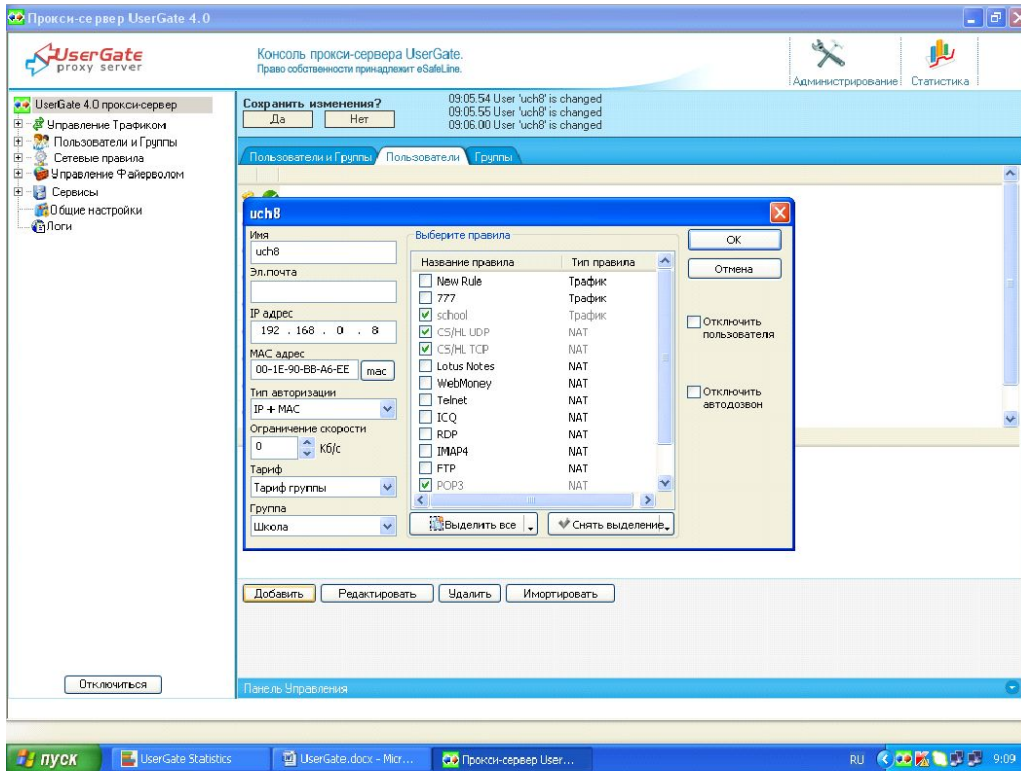 Прокси-сервер UserGate 4.0
UserGate
proxy server
Консоль прокси-сервера UserGate.
Право собственности принадлежит eSafeLine.
Администрирование
Статистика
UserGate 4.0 прокси-сервер
Управление Трафиком
Пользователи и Группы
Сетевые правила
Управление Файерволом
Сервисы
Общие настройки
Логи
Сохранить изменения?
Да
Нет
09:05.54 User 'uch8' is changed
09:05.55 User 'uch8' is changed
09:06.00 User 'uch8' is changed
Пользователи и Группы
Пользователи
Группы
uch8
Имя
uch8
Эл.почта
IP адрес
192 . 168 . 0 . 8
MAC адрес
00-1E-90-BB-A6-EE
mac
Тип авторизации
IP + MAC
Ограничение скорости
0
Кб/с
Тариф
Тариф группы
Группа
Школа
Выберите правила
Название правила Тип правила
New Rule Трафик
777 Трафик
school Трафик
CS/HL UDP NAT
CS/HL TCP NAT
Lotus Notes NAT
WebMoney NAT
Telnet NAT
ICQ NAT
RDP NAT
IMAP4 NAT
FTP NAT
POP3 NAT
Выделить все
Снять выделение
OK
Отмена
Отключить
пользователя
Отключить
автодозвон
Добавить
Редактировать
Удалить
Имортировать
Отключиться
Панель Управления
пуск
UserGate Statistics
UserGate.docx - Micr...
Прокси-сервер User...
RU
9:09